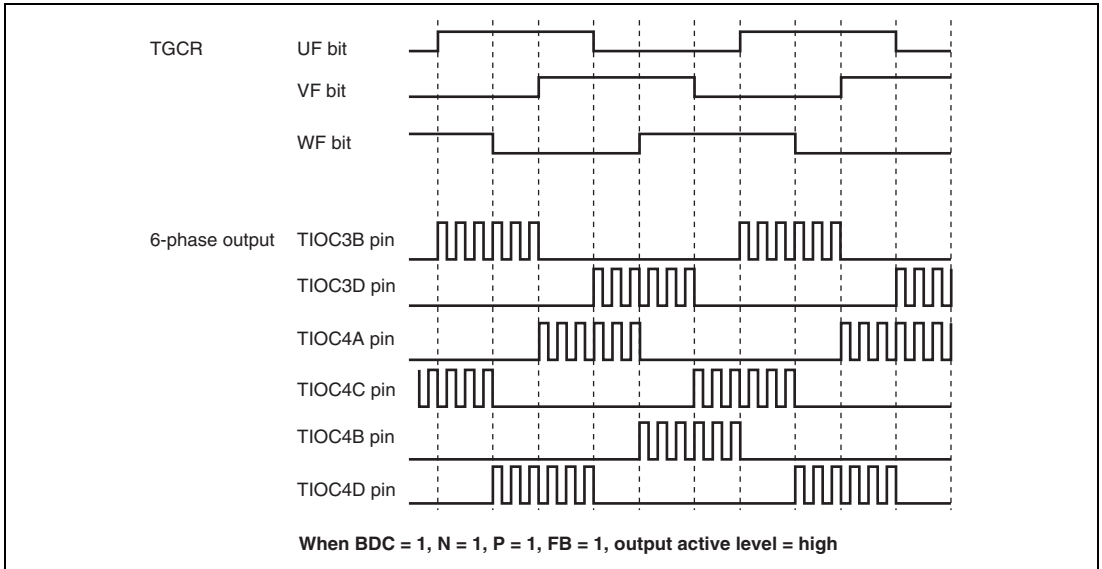 TGCR UF bit
VF bit
WF bit
6-phase output TIOC3B pin
TIOC3D pin
TIOC4A pin
TIOC4C pin
TIOC4B pin
TIOC4D pin
When BDC = 1, N = 1, P = 1, FB = 1, output active level = high